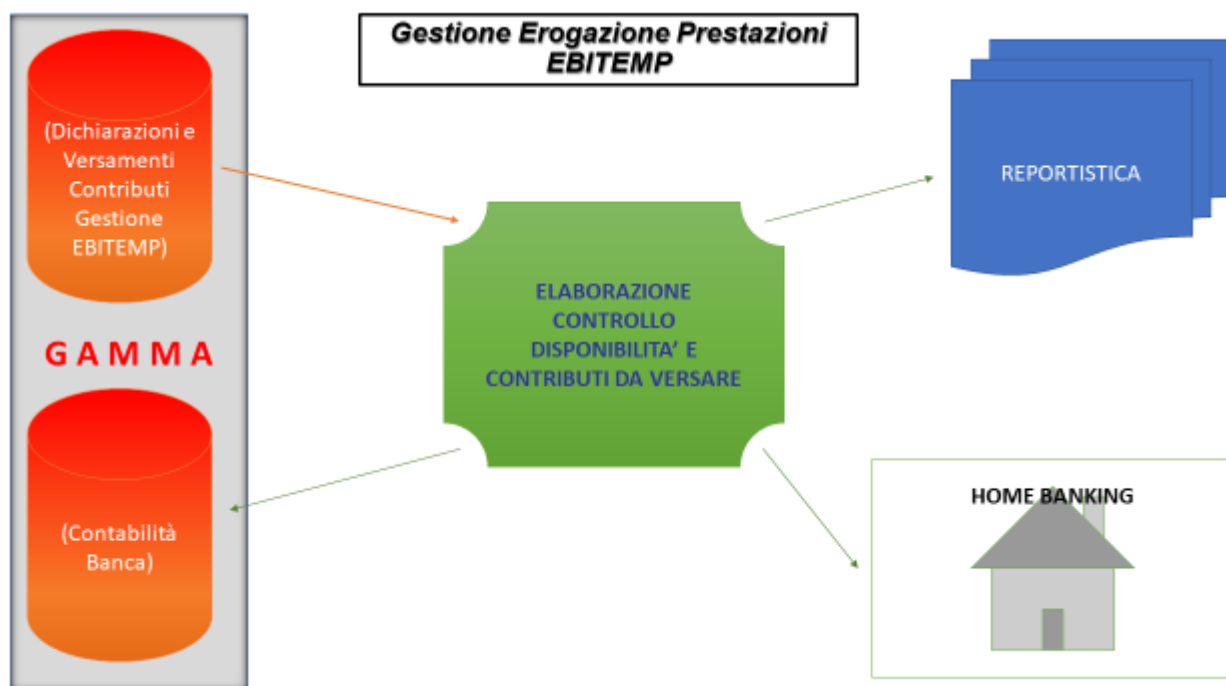 Gestione Erogazione Prestazioni
EBITEMP
(Dichiarazioni e
Versamenti
Contributi
Gestione
EBITEMP)
GAMMA
(Contabilità
Banca)
ELABORAZIONE
CONTROLLO
DISPONIBILITA' E
CONTRIBUTI DA VERSARE
REPORTISTICA
HOME BANKING